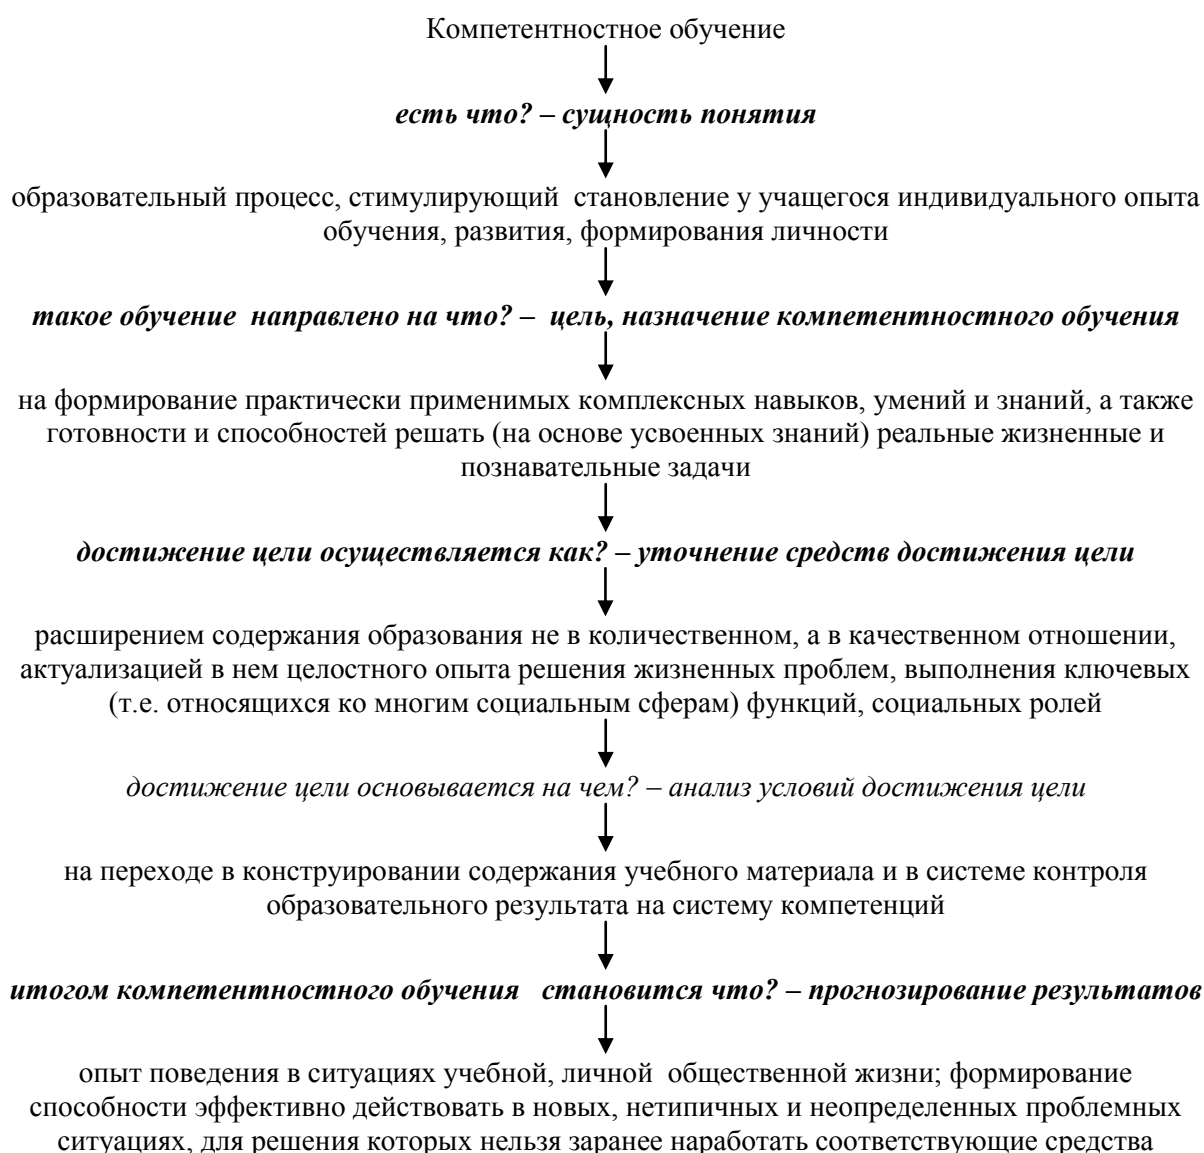 Компетентностное обучение
есть что? – сущность понятия
образовательный процесс, стимулирующий  становление у учащегося индивидуального опыта
обучения, развития, формирования личности
такое обучение  направлено на что? –  цель, назначение компетентностного обучения
на формирование практически применимых комплексных навыков, умений и знаний, а также
готовности и способностей решать (на основе усвоенных знаний) реальные жизненные и
познавательные задачи
достижение цели осуществляется как? – уточнение средств достижения цели
расширением содержания образования не в количественном, а в качественном отношении,
актуализацией в нем целостного опыта решения жизненных проблем, выполнения ключевых
(т.е. относящихся ко многим социальным сферам) функций, социальных ролей
достижение цели основывается на чем? – анализ условий достижения цели
на переходе в конструировании содержания учебного материала и в системе контроля
образовательного результата на систему компетенций
итогом компетентностного обучения   становится что? – прогнозирование результатов
опыт поведения в ситуациях учебной, личной  общественной жизни; формирование
способности эффективно действовать в новых, нетипичных и неопределенных проблемных
ситуациях, для решения которых нельзя заранее наработать соответствующие средства